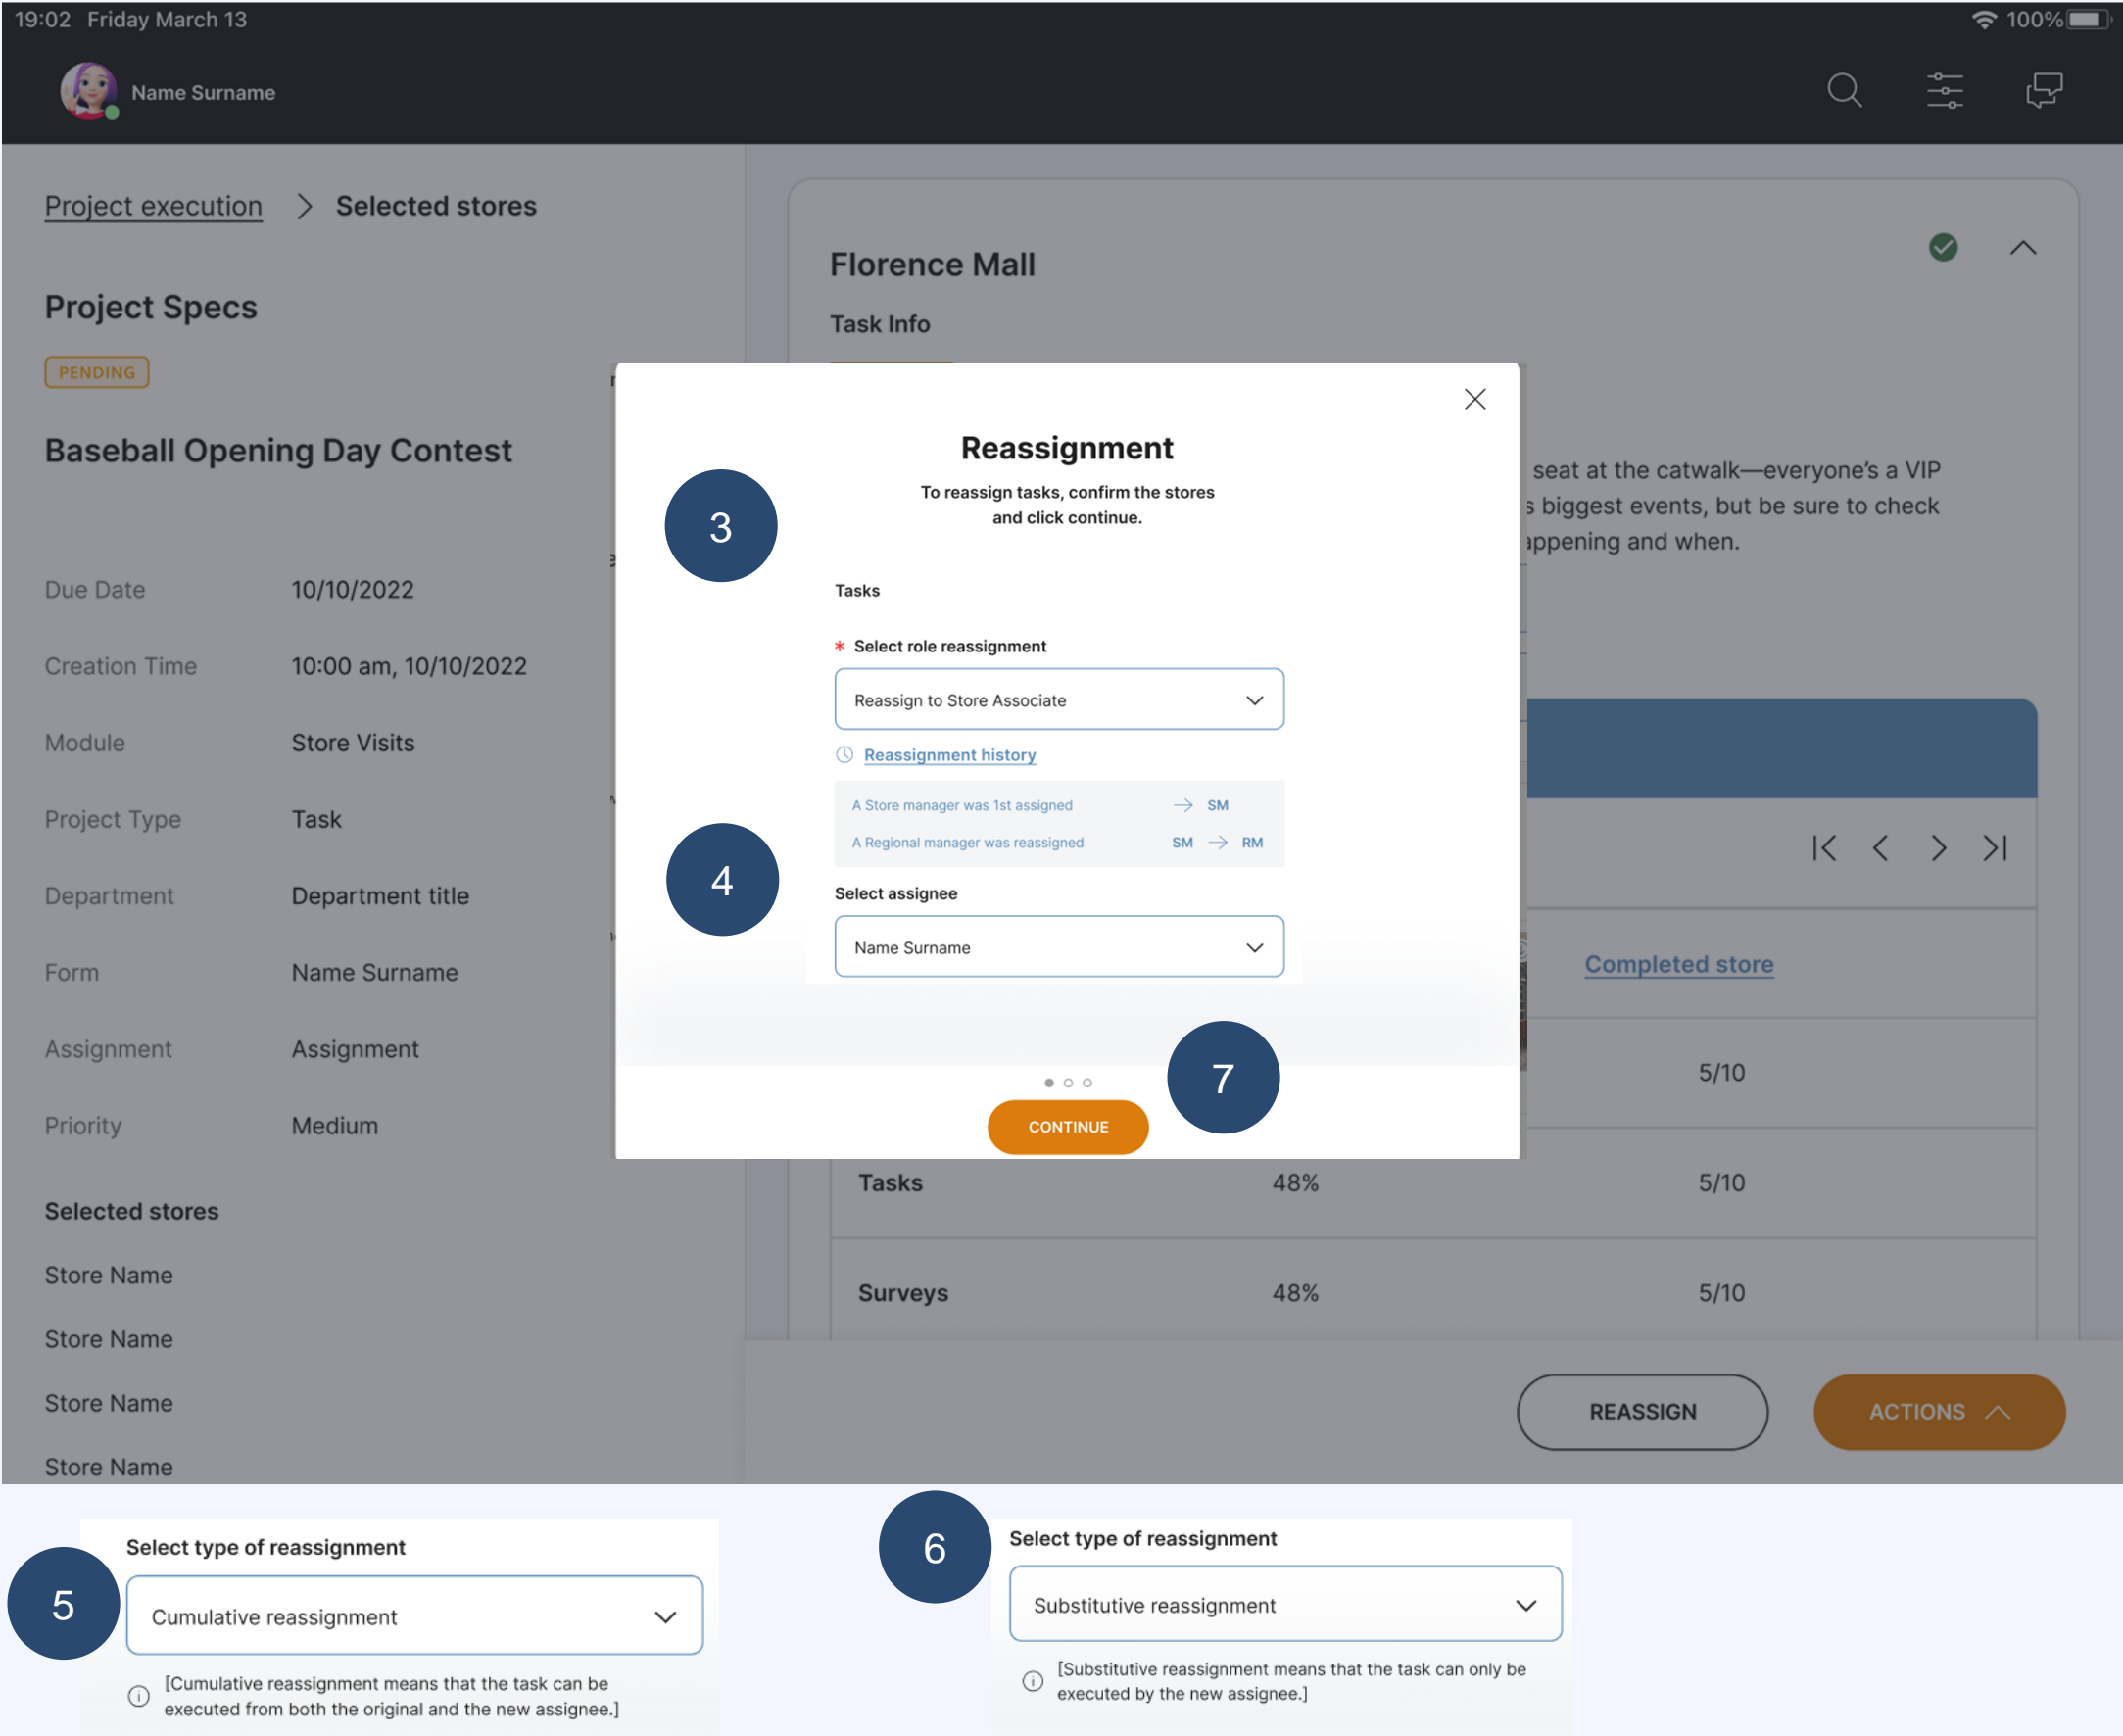 19:02 Friday March 13
100%
Name Surname
Project execution > Selected stores
Project Specs
PENDING
Baseball Opening Day Contest
Due Date 10/10/2022
Creation Time 10:00 am, 10/10/2022
Module Store Visits
Project Type Task
Department Department title
Form Name Surname
Assignment Assignment
Priority Medium
Selected stores
Store Name
Store Name
Store Name
Store Name
Florence Mall
Task Info
seat at the catwalk—everyone's a VIP
s biggest events, but be sure to check
appening and when.
Completed store
5/10
Tasks 48% 5/10
Surveys 48% 5/10
REASSIGN
ACTIONS
Reassignment
To reassign tasks, confirm the stores
and click continue.
3
Tasks
* Select role reassignment
Reassign to Store Associate
Reassignment history
A Store manager was 1st assigned → SM
A Regional manager was reassigned SM → RM
4
Select assignee
Name Surname
7
CONTINUE
5
Select type of reassignment
Cumulative reassignment
[Cumulative reassignment means that the task can be
executed from both the original and the new assignee.]
6
Select type of reassignment
Substitutive reassignment
[Substitutive reassignment means that the task can only be
executed by the new assignee.]